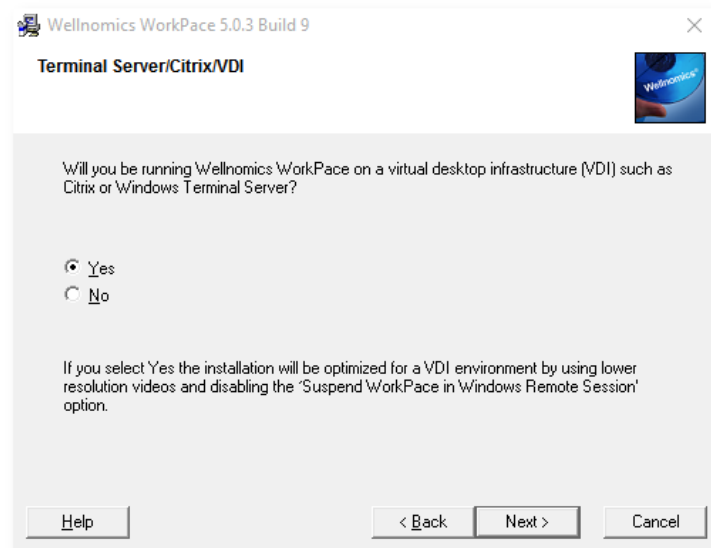 Wellnomics WorkPace 5.0.3 Build 9
Terminal Server/Citrix/VDI
Wellnomics®
Will you be running Wellnomics WorkPace on a virtual desktop infrastructure (VDI) such as
Citrix or Windows Terminal Server?
Yes
No
If you select Yes the installation will be optimized for a VDI environment by using lower
resolution videos and disabling the 'Suspend WorkPace in Windows Remote Session'
option.
Help
< Back
Next >
Cancel